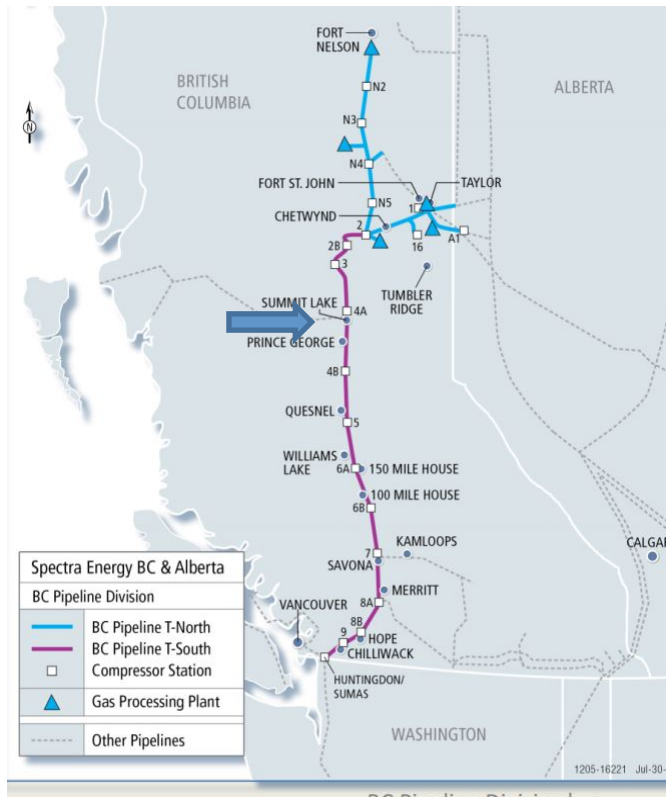 FORT
NELSON
BRITISH
COLUMBIA
ALBERTA
N2
N3
N4
FORT ST. JOHN
TAYLOR
1
N5
CHETWYND
2
16
A1
2B
3
TUMBLER
RIDGE
SUMMIT LAKE
4A
PRINCE GEORGE
4B
QUESNEL
5
WILLIAMS
LAKE
6A
150 MILE HOUSE
100 MILE HOUSE
6B
KAMLOOPS
7
SAVONA
CALGAR
MERRITT
8A
VANCOUVER
8B
9
HOPE
CHILLIWACK
HUNTINGDON/
SUMAS
WASHINGTON
N
Spectra Energy BC & Alberta
BC Pipeline Division
BC Pipeline T-North
BC Pipeline T-South
Compressor Station
Gas Processing Plant
Other Pipelines
1205-16221 Jul-30-